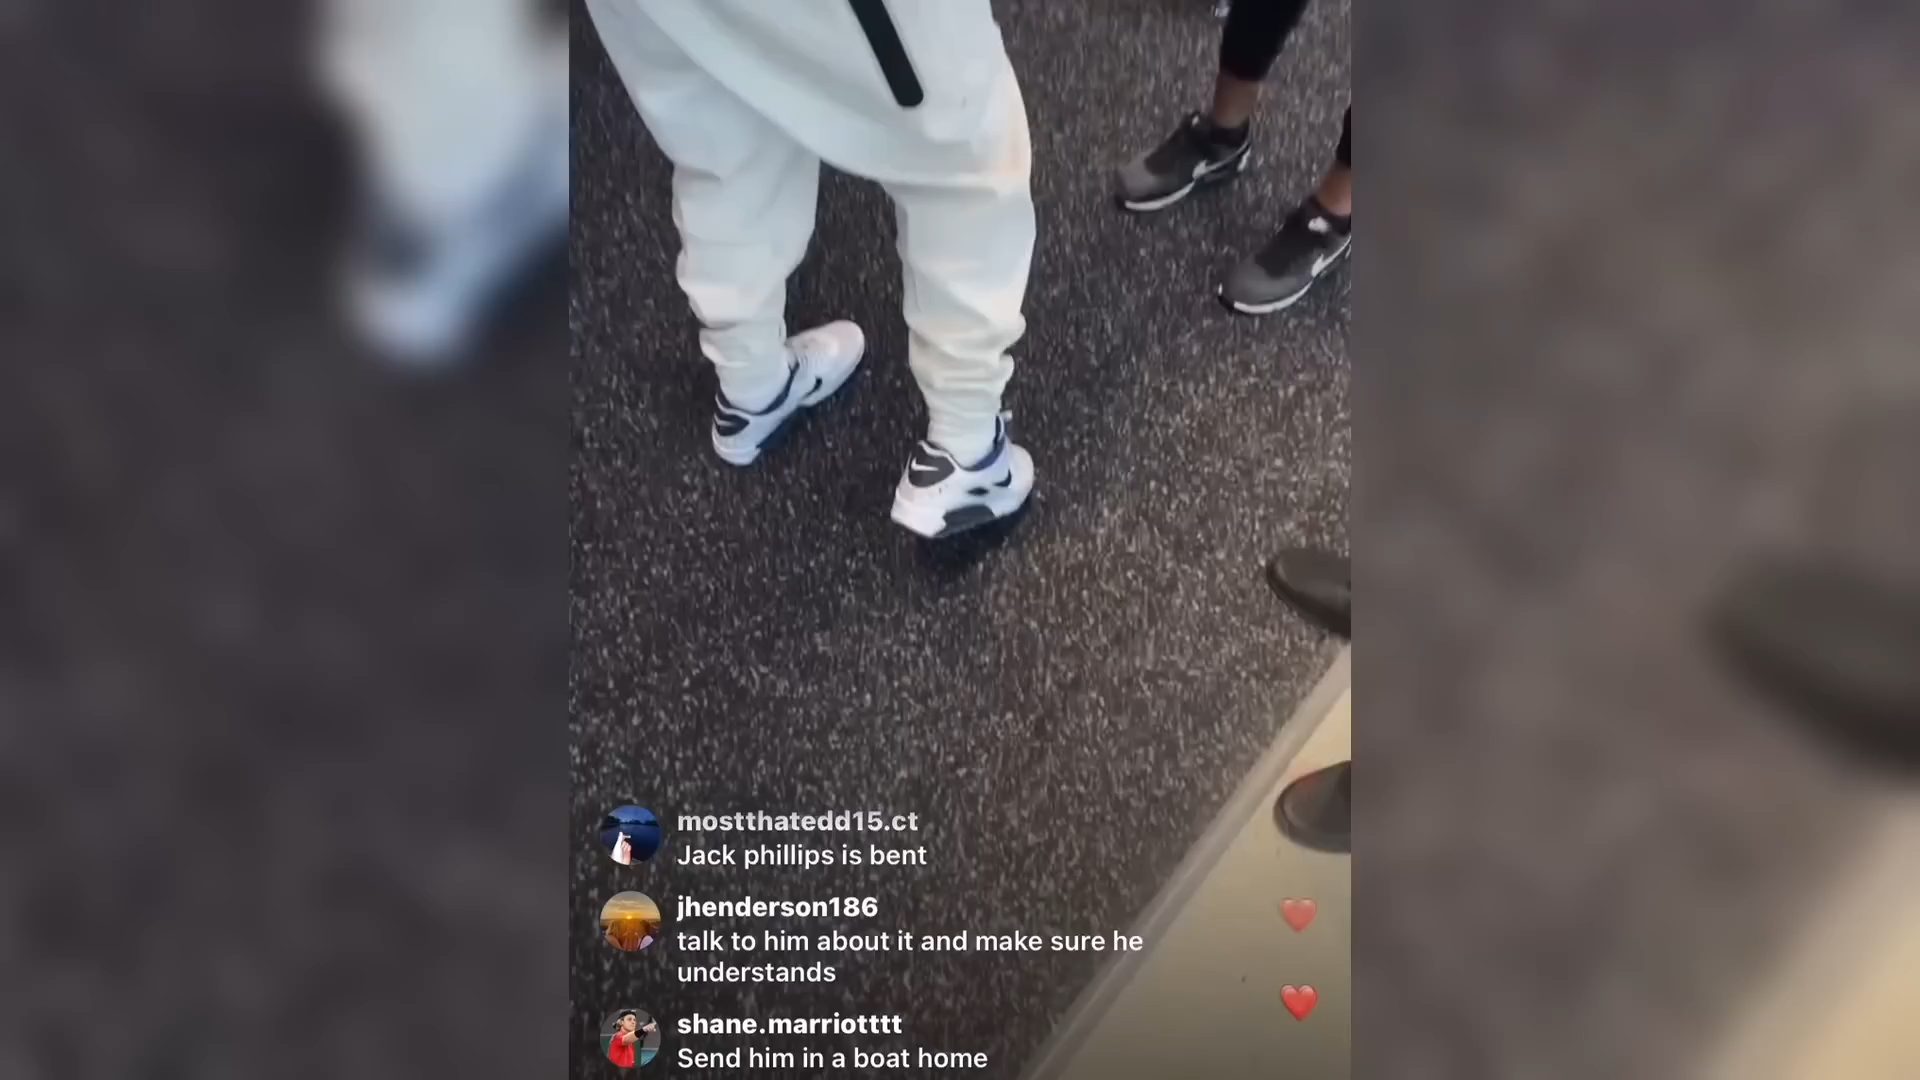 mostthatedd15.ct
Jack phillips is bent
jhenderson186
talk to him about it and make sure he
understands
shane.marriotttt
Send him in a boat home